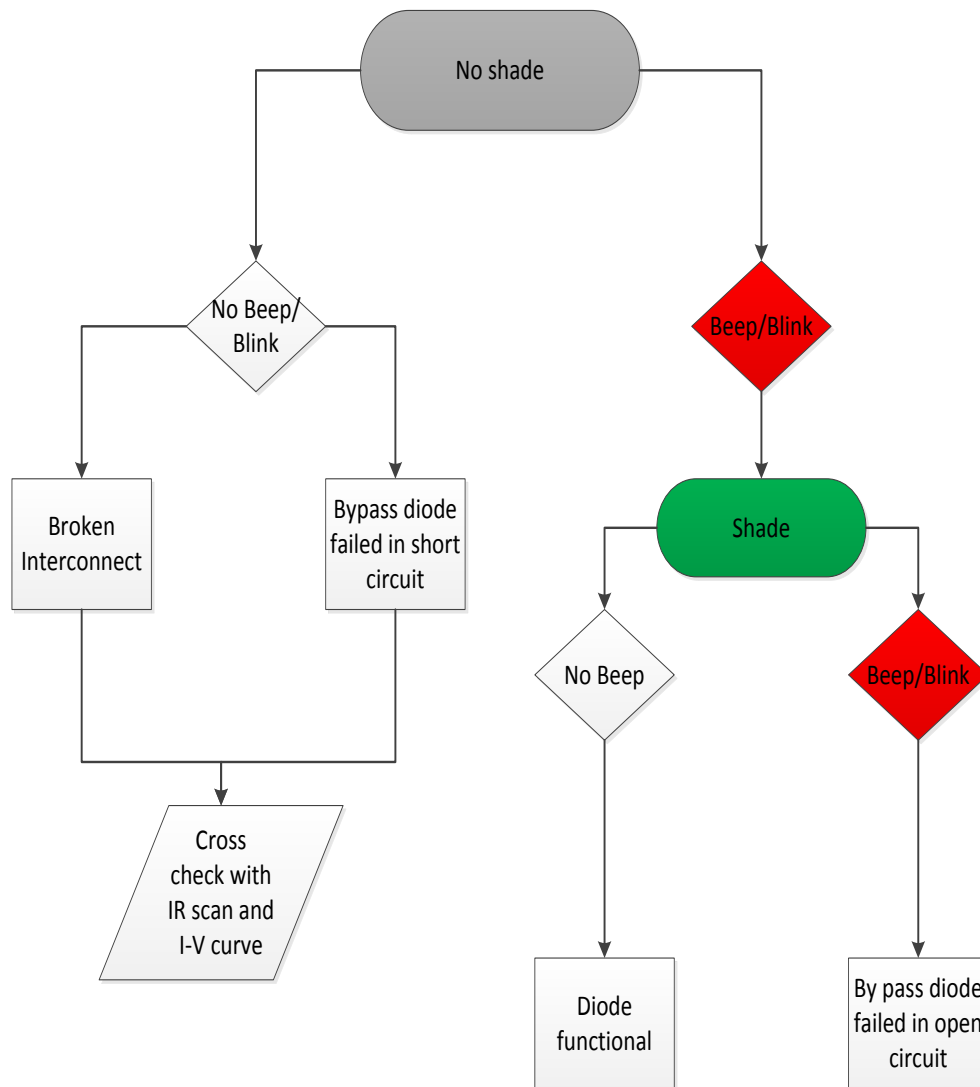 No shade
No Beep/
Blink
Beep/Blink
Broken
Interconnect
Bypass diode
failed in short
circuit
Shade
No Beep
Beep/Blink
Cross
check with
IR scan and
I-V curve
Diode
functional
By pass diode
failed in open
circuit